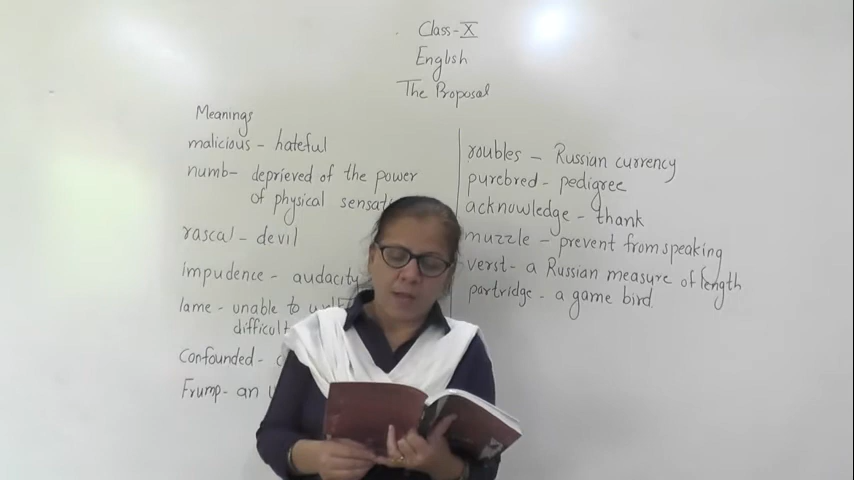 Class-X
English
The Proposal
Meanings
malicious - hateful
numb- deprieved of the power
of physical
rascal - devil
impudence - audacity
lame - unable to
Confounded -
Frump- an
roubles - Russian currency
purebred - pedigree
acknowledge - thank
muzzle - prevent from speaking
verst- a Russian measure of length
partridge - a game bird.